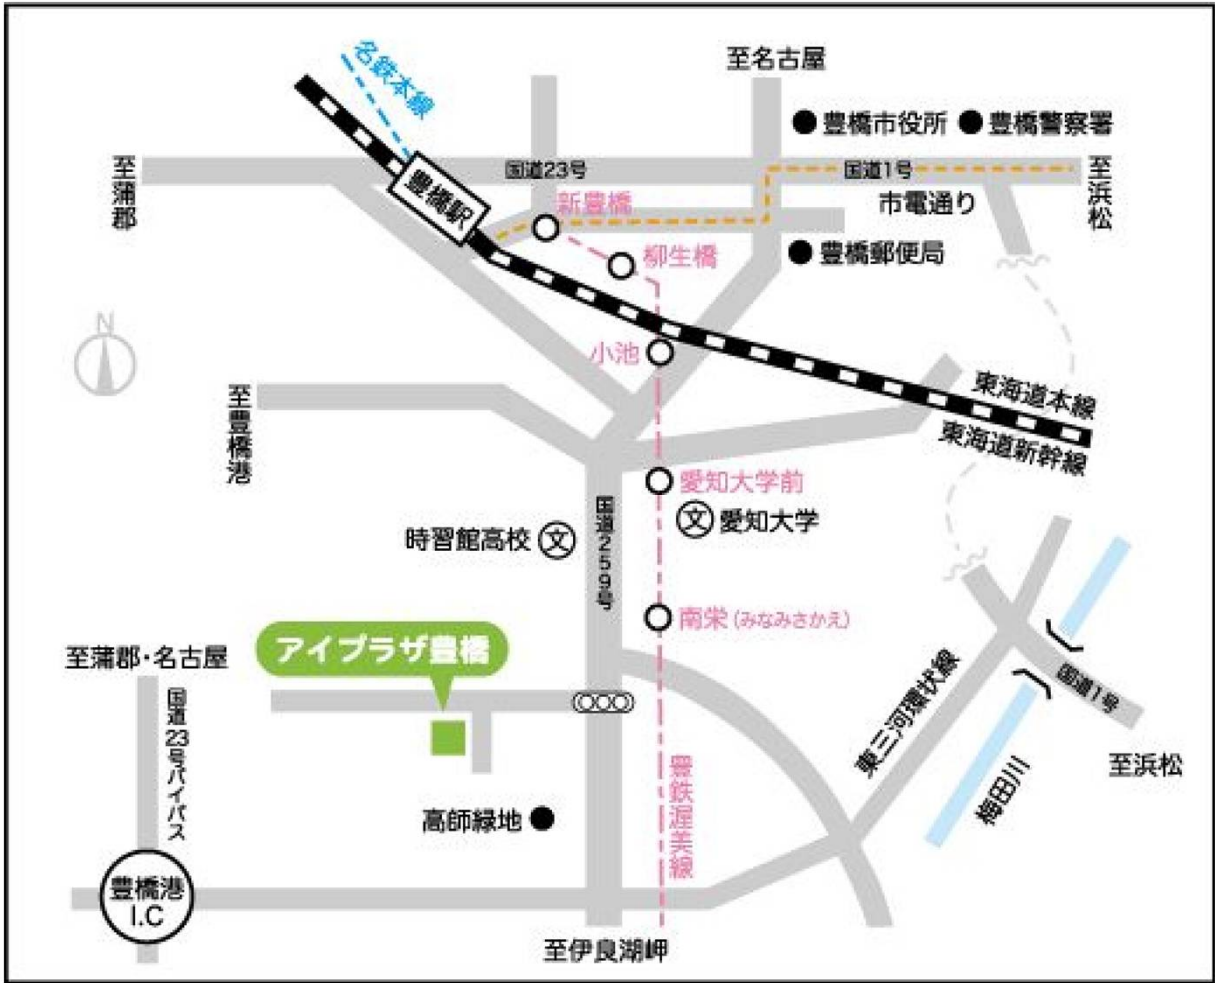 名鉄本線
至名古屋
豊橋市役所
豊橋警察署
至蒲郡
豊橋駅
国道23号
国道1号
至浜松
新豊橋
市電通り
柳生橋
豊橋郵便局
N
小池
至豊橋港
東海道本線
東海道新幹線
愛知大学前
文 愛知大学
時習館高校 文
国道259号
南栄(みなみさかえ)
アイプラザ豊橋
至蒲郡・名古屋
国道23号バイパス
東三河環状線
国道1号
至浜松
梅田川
豊鉄渥美線
高師緑地
豊橋港
I.C
至伊良湖岬